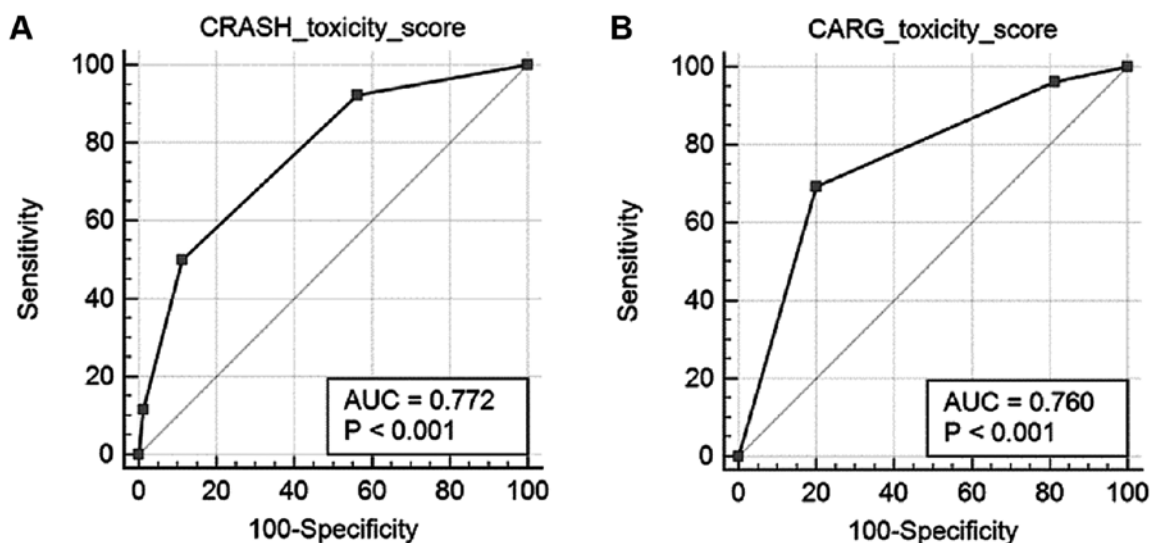 A
CRASH_toxicity_score
100
80
60
40
20
0
Sensitivity
AUC = 0.772
P < 0.001
0 20 40 60 80 100
100-Specificity
B
CARG_toxicity_score
100
80
60
40
20
0
Sensitivity
AUC = 0.760
P < 0.001
0 20 40 60 80 100
100-Specificity